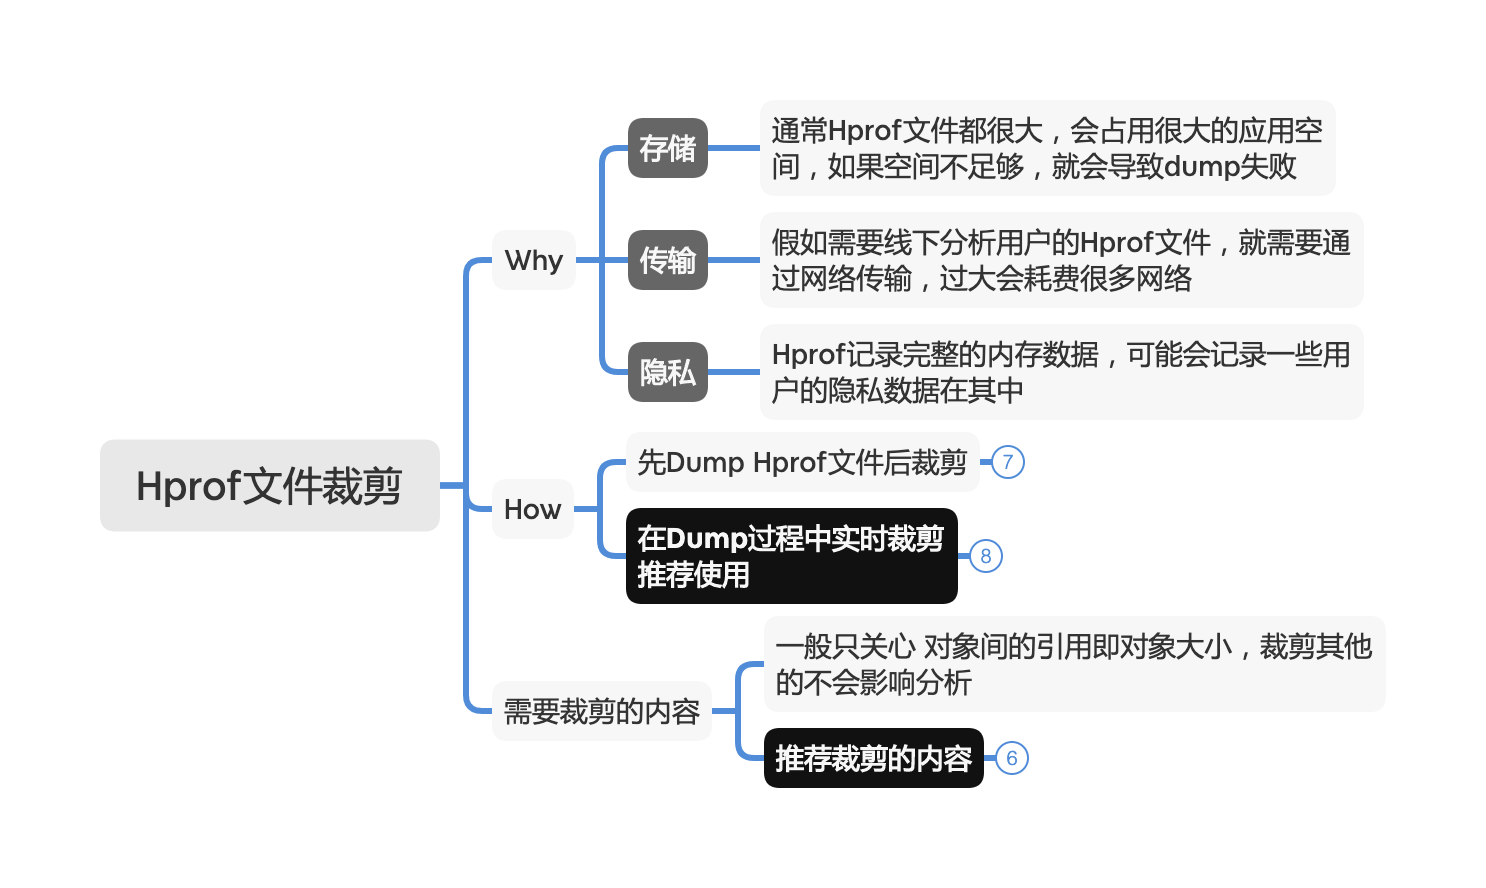 Hprof文件裁剪
Why
存储
通常Hprof文件都很大，会占用很大的应用空
间，如果空间不足够，就会导致dump失败
传输
假如需要线下分析用户的Hprof文件，就需要通
过网络传输，过大会耗费很多网络
隐私
Hprof记录完整的内存数据，可能会记录一些用
户的隐私数据在其中
How
先Dump Hprof文件后裁剪
7
在Dump过程中实时裁剪
推荐使用
8
需要裁剪的内容
一般只关心 对象间的引用即对象大小，裁剪其他
的不会影响分析
推荐裁剪的内容
6